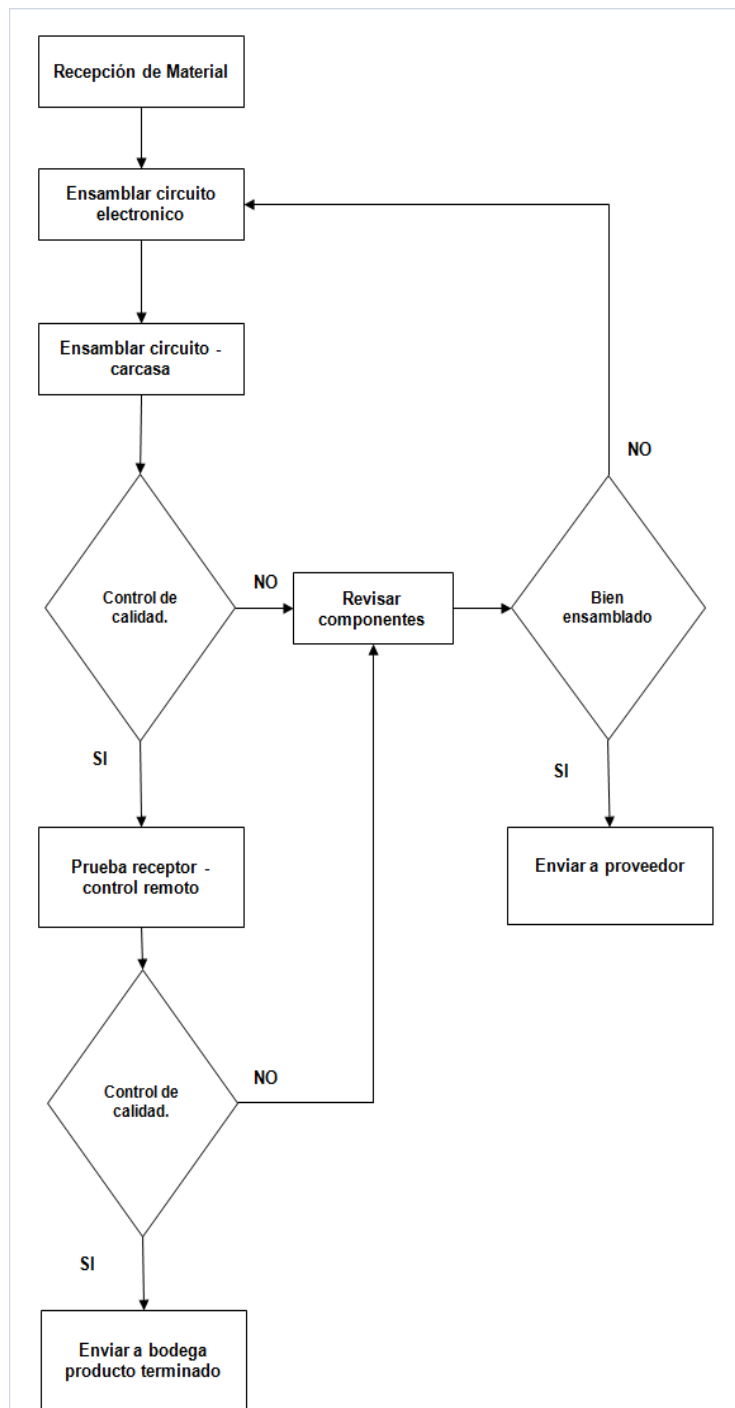 Recepción de Material
Ensamblar circuito
electronico
Ensamblar circuito -
carcasa
NO
Control de
calidad.
NO
Revisar
componentes
Bien
ensamblado
SI
SI
Prueba receptor -
control remoto
Enviar a proveedor
Control de
calidad.
NO
SI
Enviar a bodega
producto terminado